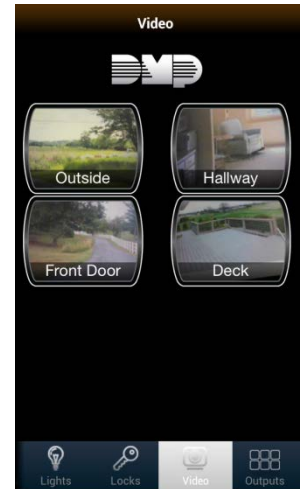 Video
DMP
Outside
Hallway
Front Door
Deck
Lights
Locks
Video
Outputs